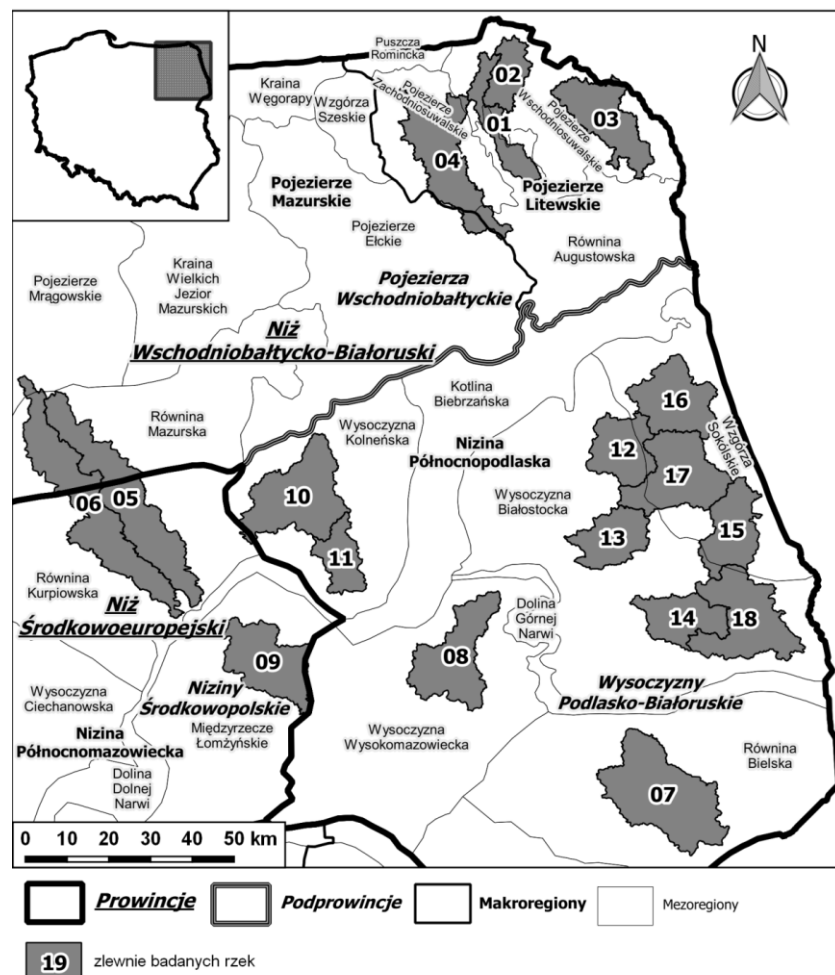 N
Puszcza
Romincka
Kraina
Węgorapy
Wzgórza
Szeskie
Pojezierze
Zachodniosuwalskie
Pojezierze
Wschodniosuwalskie
02
01
03
04
Pojezierze
Mazurskie
Pojezierze
Litewskie
Pojezierze
Ełckie
Równina
Augustowska
Pojezierze
Mrągowskie
Kraina
Wielkich
Jezior
Mazurskich
Pojezierza
Wschodniobałtyckie
Niż
Wschodniobałtycko-Białoruski
Kotlina
Biebrzańska
Równina
Mazurska
Wysoczyzna
Kolneńska
Nizina
Północnopodlaska
Wzgórza
Sokólskie
16
12
17
06
05
10
Wysoczyzna
Białostocka
13
15
11
Równina
Kurpiowska
Niż
Środkowoeuropejski
Dolina
Górnej
Narwi
14
18
09
08
Wysoczyzna
Ciechanowska
Niziny
Środkowopolskie
Wysoczyzny
Podlasko-Białoruskie
Nizina
Północnomazowiecka
Międzyrzecze
Łomżyńskie
Wysoczyzna
Wysokomazowiecka
Równina
Bielska
Dolina
Dolnej
Narwi
07
0 10 20 30 40 50 km
Prowincje
Podprowincje
Makroregiony
Mezoregiony
19 zlewnie badanych rzek